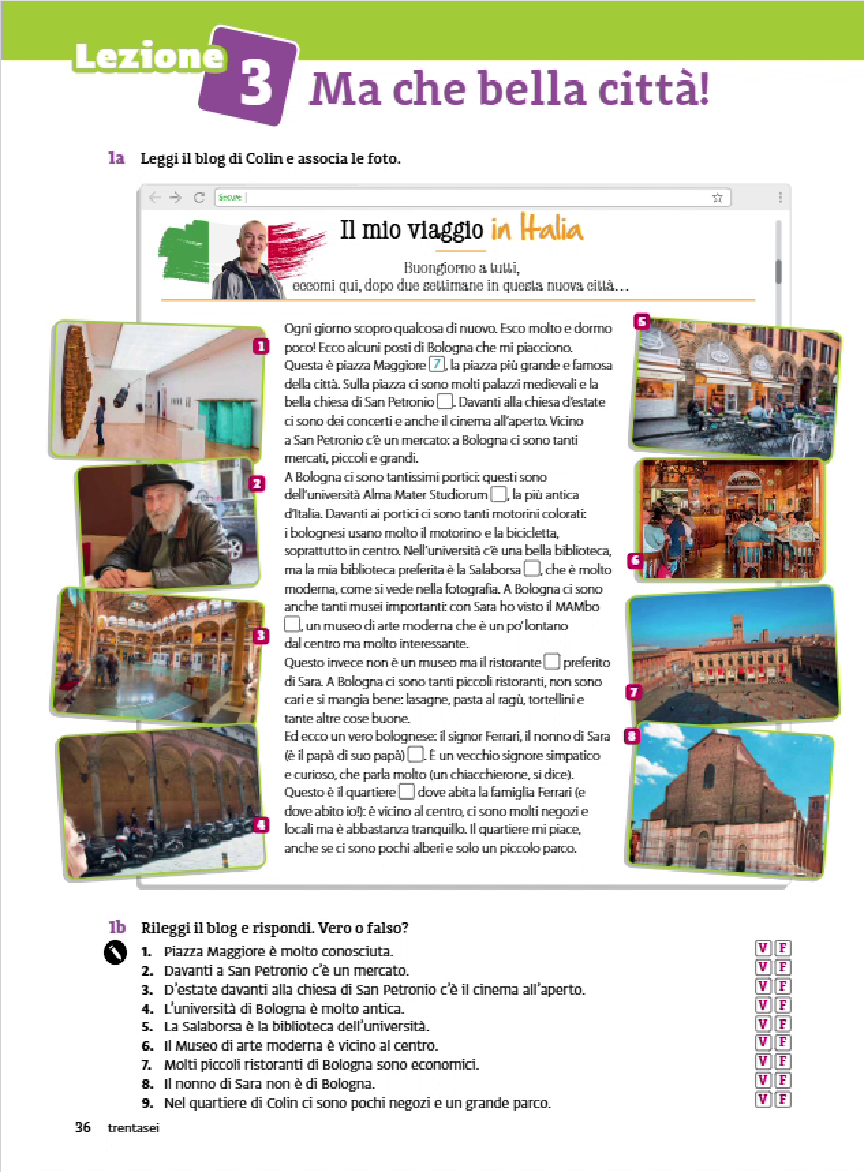 Lezione
3
Ma che bella città!
1a Leggi il blog di Colin e associa le foto.
Secure
Il mio viaggio in Italia
Buongiorno a tutti,
eccomi qui, dopo due settimane in questa nuova città...
Ogni giorno scopro qualcosa di nuovo. Esco molto e dormo
poco! Ecco alcuni posti di Bologna che mi piacciono.
Questa è piazza Maggiore 7, la piazza più grande e famosa
della città. Sulla piazza ci sono molti palazzi medievali e la
bella chiesa di San Petronio ☐. Davanti alla chiesa d'estate
ci sono dei concerti e anche il cinema all'aperto. Vicino
a San Petronio c'è un mercato: a Bologna ci sono tanti
mercati, piccoli e grandi.
A Bologna ci sono tantissimi portici: questi sono
dell'università Alma Mater Studiorum ☐, la più antica
d'Italia. Davanti ai portici ci sono tanti motorini colorati:
i bolognesi usano molto il motorino e la bicicletta,
soprattutto in centro. Nell'università c'è una bella biblioteca,
ma la mia biblioteca preferita è la Salaborsa ☐, che è molto
moderna, come si vede nella fotografia. A Bologna ci sono
anche tanti musei importanti: con Sara ho visto il MAMbo
☐, un museo di arte moderna che è un po' lontano
dal centro ma molto interessante.
Questo invece non è un museo ma il ristorante ☐ preferito
di Sara. A Bologna ci sono tanti piccoli ristoranti, non sono
cari e si mangia bene: lasagne, pasta al ragù, tortellini e
tante altre cose buone.
Ed ecco un vero bolognese: il signor Ferrari, il nonno di Sara
(è il papà di suo papà) ☐. È un vecchio signore simpatico
e curioso, che parla molto (un chiacchierone, si dice).
Questo è il quartiere ☐ dove abita la famiglia Ferrari (e
dove abito io!): è vicino al centro, ci sono molti negozi e
locali ma è abbastanza tranquillo. Il quartiere mi piace,
anche se ci sono pochi alberi e solo un piccolo parco.
1
2
3
4
5
6
7
8
1b Rileggi il blog e rispondi. Vero o falso?
1. Piazza Maggiore è molto conosciuta. V F
2. Davanti a San Petronio c'è un mercato. V F
3. D'estate davanti alla chiesa di San Petronio c'è il cinema all'aperto. V F
4. L'università di Bologna è molto antica. V F
5. La Salaborsa è la biblioteca dell'università. V F
6. Il Museo di arte moderna è vicino al centro. V F
7. Molti piccoli ristoranti di Bologna sono economici. V F
8. Il nonno di Sara non è di Bologna. V F
9. Nel quartiere di Colin ci sono pochi negozi e un grande parco. V F
36 trentasei